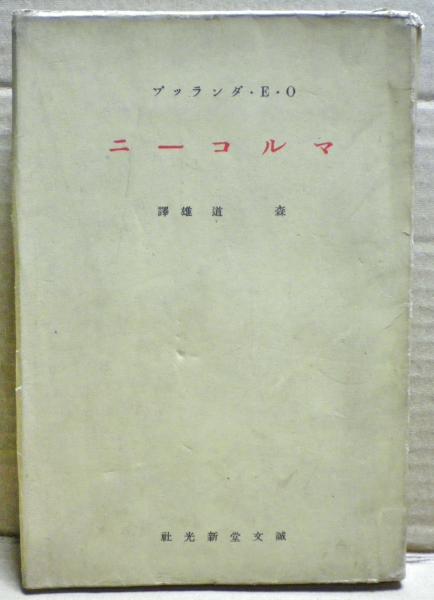 O・E・ダンラップ
マルコーニ
森道雄譯
誠文堂新光社